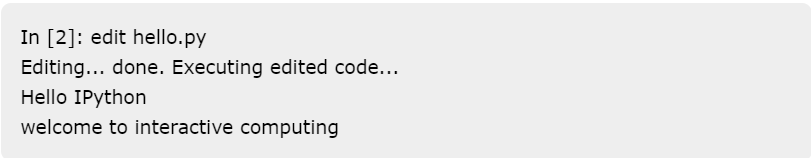 In [2]: edit hello.py
Editing... done. Executing edited code...
Hello IPython
welcome to interactive computing